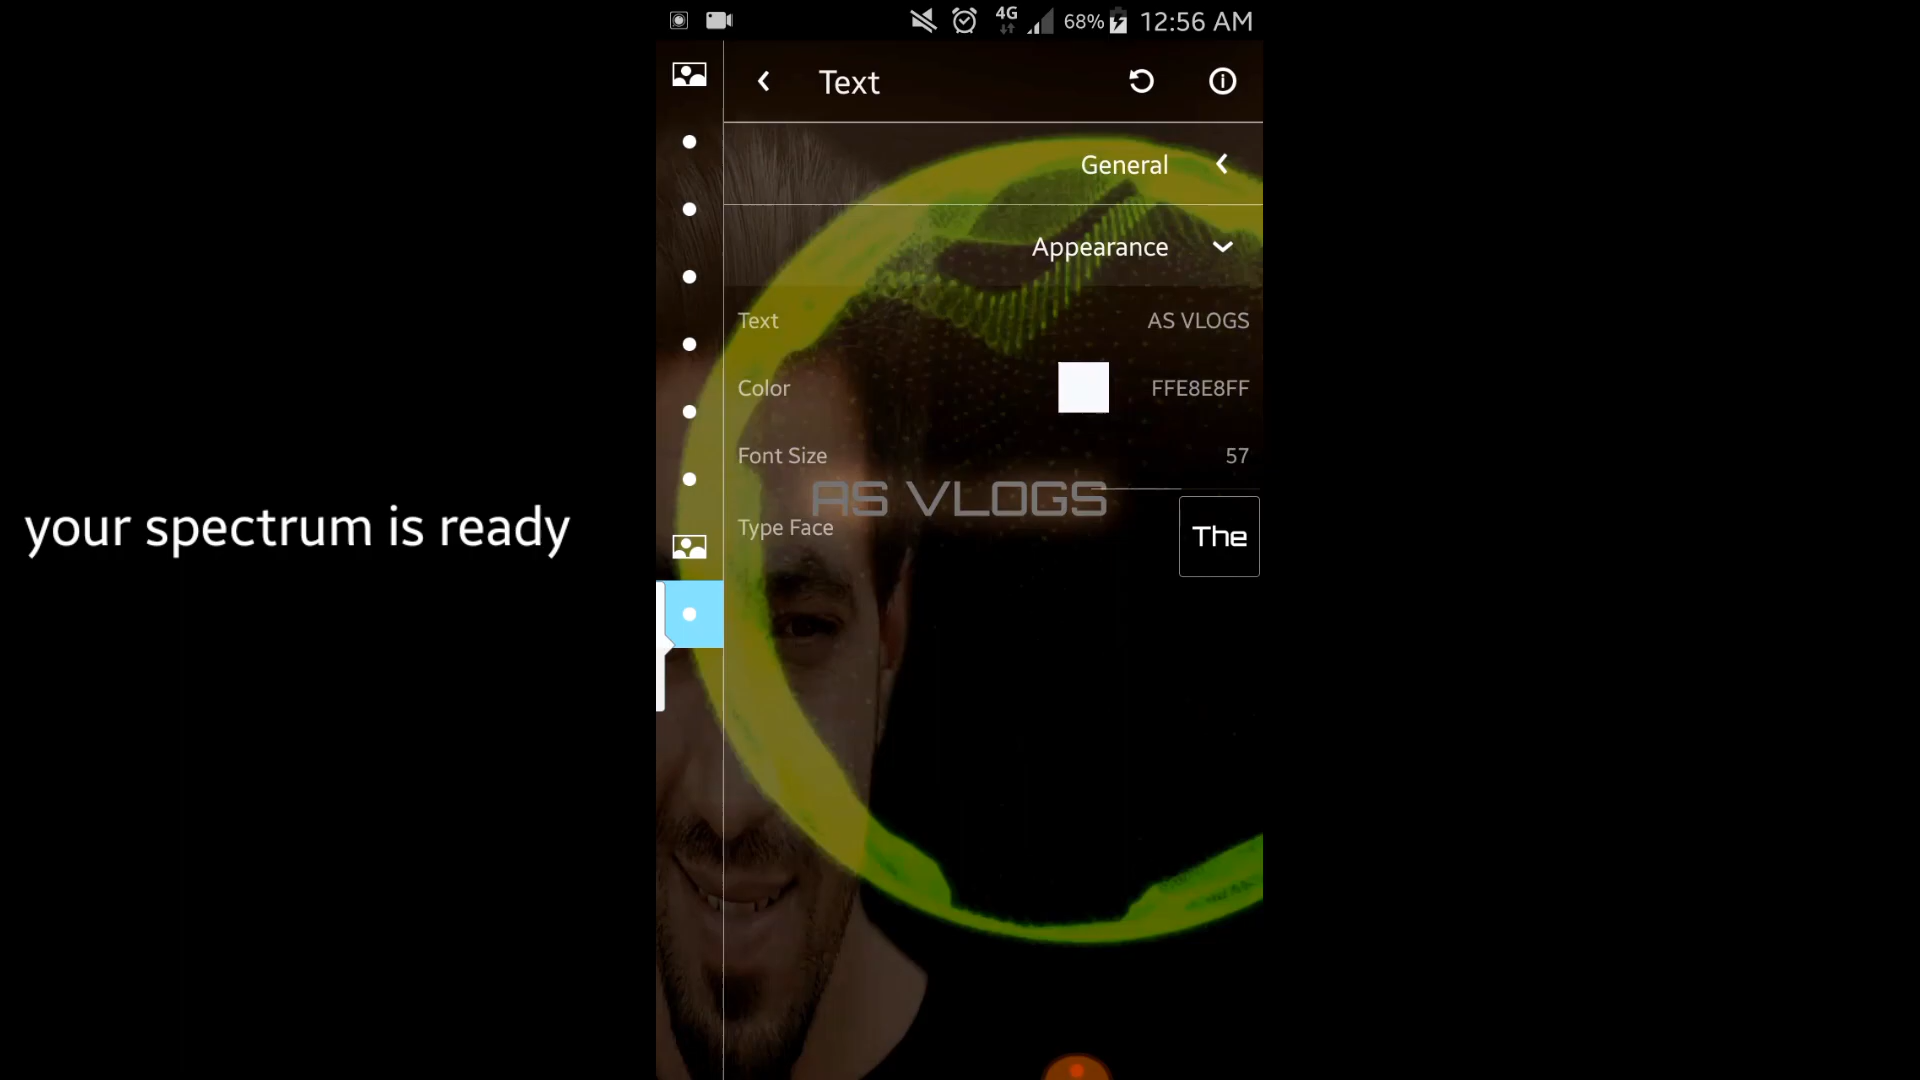 4G 68% 12:56 AM
Text
General
Appearance
Text AS VLOGS
Color FFE8E8FF
Font Size 57
AS VLOGS
Type Face The
your spectrum is ready